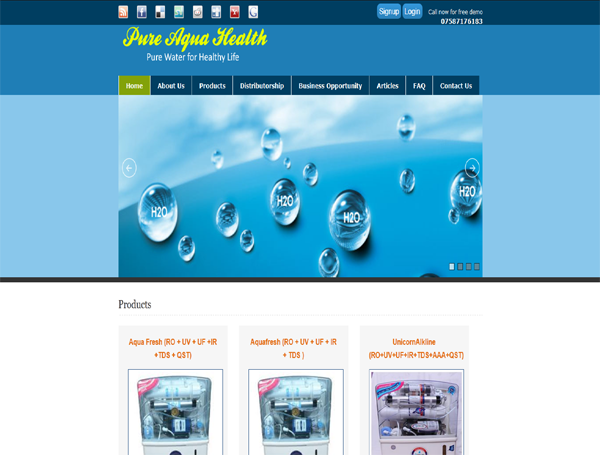 Signup Login Call now for free demo
07587176183
Pure Aqua Health
Pure Water for Healthy Life
Home About Us Products Distributorship Business Opportunity Articles FAQ Contact Us
H2O H2O H2O H2O
Products
Aqua Fresh (RO + UV + UF +IR
+TDS + QST)
Aquafresh (RO + UV + UF + IR
+ TDS )
UnicornAlkline
(RO+UV+UF+IR+TDS+AAA+QST)